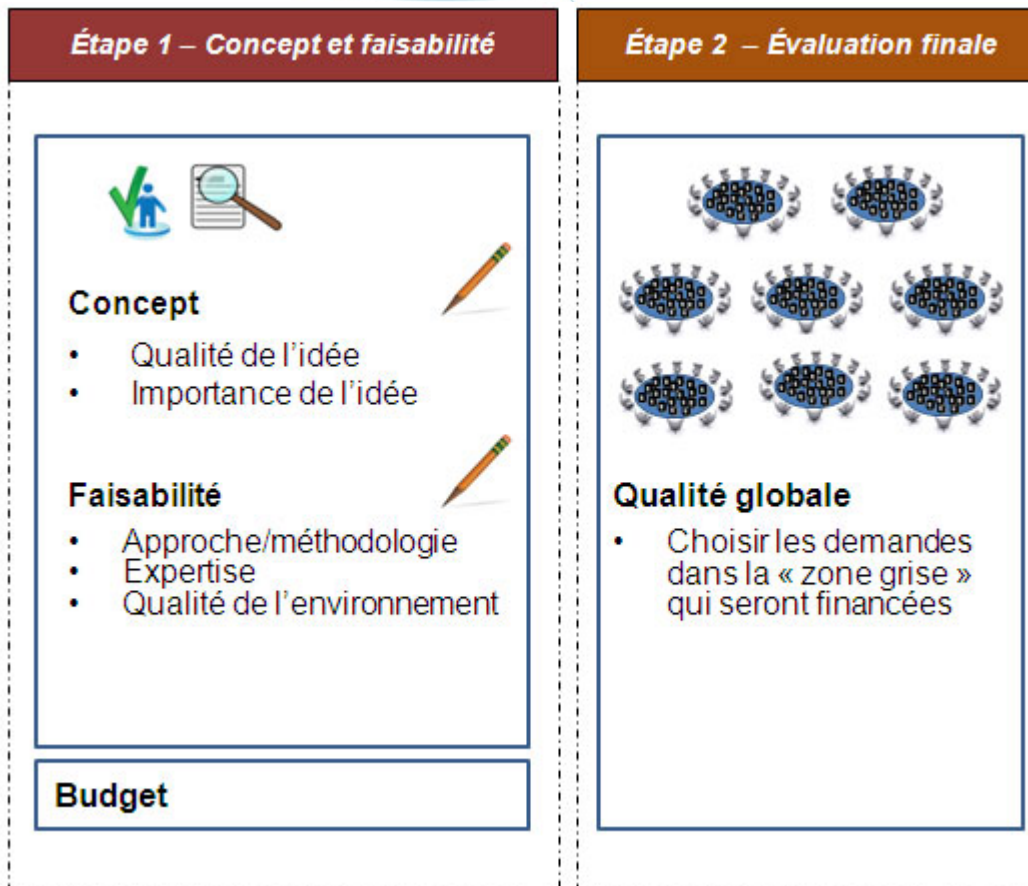 Étape 1 – Concept et faisabilité
Concept
• Qualité de l’idée
• Importance de l’idée
Faisabilité
• Approche/méthodologie
• Expertise
• Qualité de l’environnement
Budget
Étape 2 – Évaluation finale
Qualité globale
• Choisir les demandes
dans la « zone grise »
qui seront financées